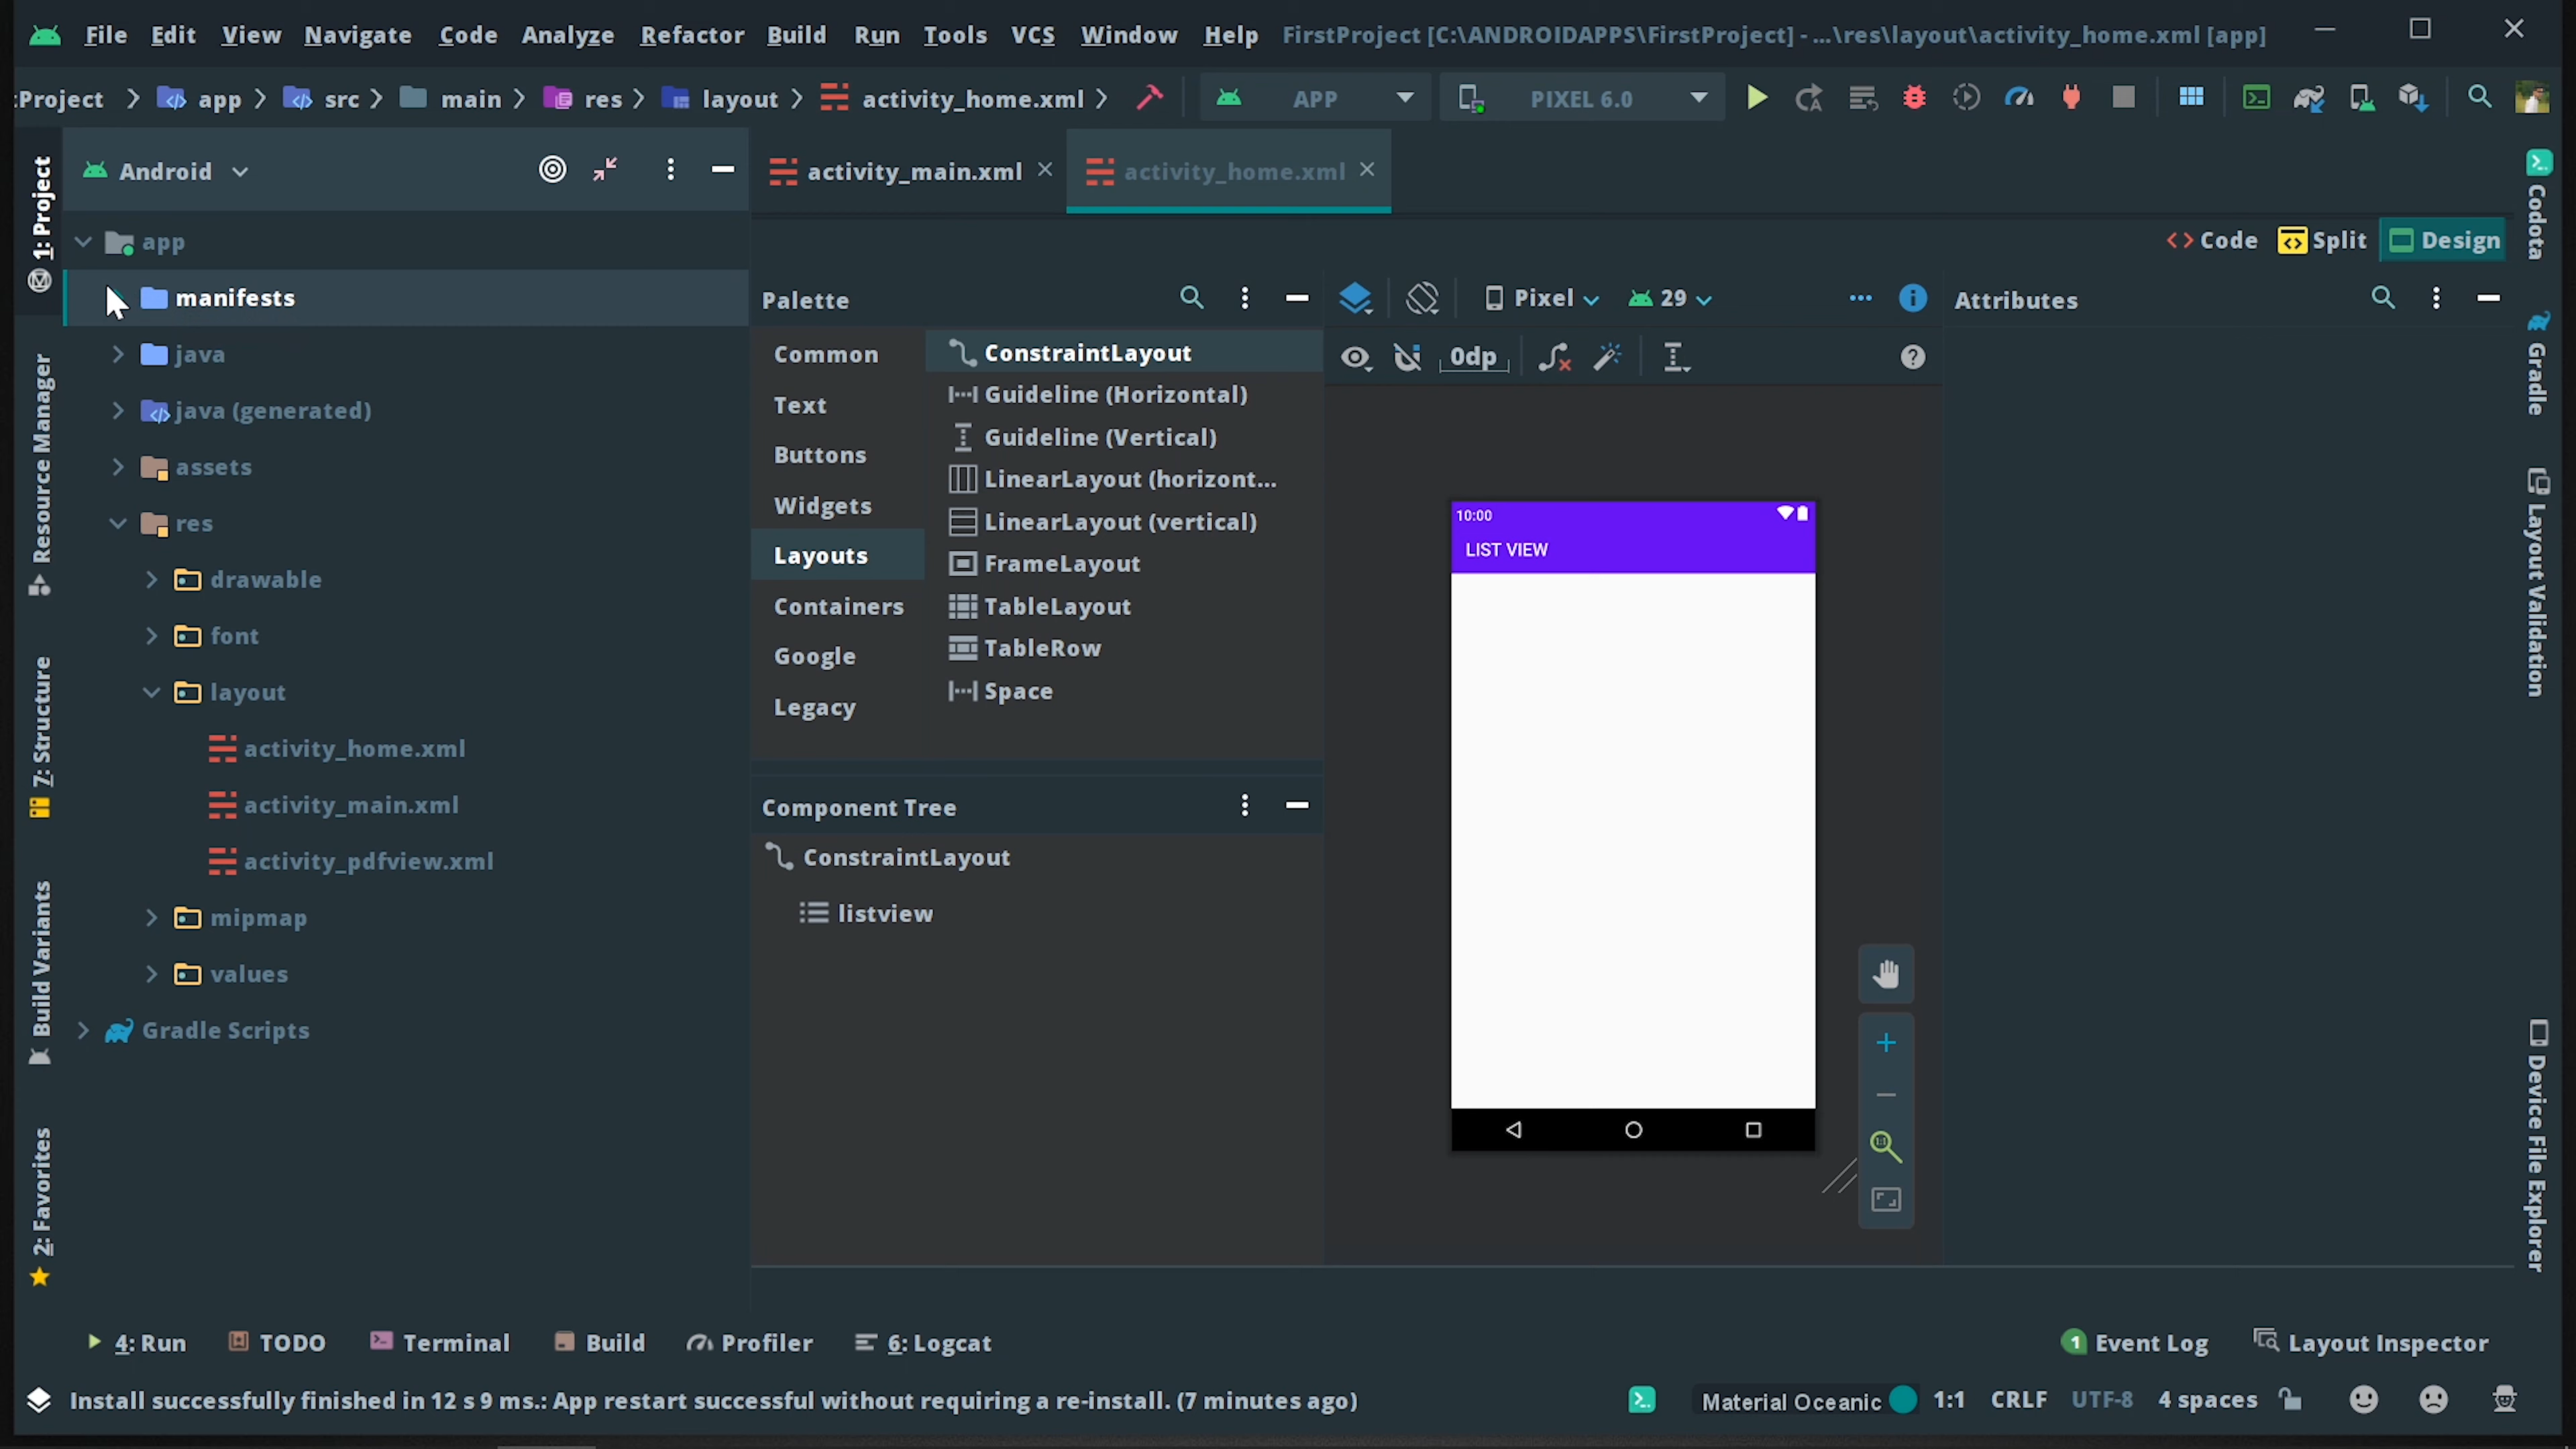 File Edit View Navigate Code Analyze Refactor Build Run Tools VCS Window Help FirstProject [C:\ANDROIDAPPS\FirstProject] - ...\res\layout\activity_home.xml [app]
:Project app src main res layout activity_home.xml APP PIXEL 6.0
Android
activity_main.xml
activity_home.xml
1: Project
Resource Manager
7: Structure
Build Variants
2: Favorites
app
manifests
java
java (generated)
assets
res
drawable
font
layout
activity_home.xml
activity_main.xml
activity_pdfview.xml
mipmap
values
Gradle Scripts
Code Split Design
Palette
Common
Text
Buttons
Widgets
Layouts
Containers
Google
Legacy
ConstraintLayout
Guideline (Horizontal)
Guideline (Vertical)
LinearLayout (horizont...
LinearLayout (vertical)
FrameLayout
TableLayout
TableRow
Space
Component Tree
ConstraintLayout
listview
Pixel 29
0dp
10:00
LIST VIEW
1:1
Attributes
Codota
Gradle
Layout Validation
Device File Explorer
4: Run TODO Terminal Build Profiler 6: Logcat
1 Event Log Layout Inspector
Install successfully finished in 12 s 9 ms.: App restart successful without requiring a re-install. (7 minutes ago)
Material Oceanic 1:1 CRLF UTF-8 4 spaces